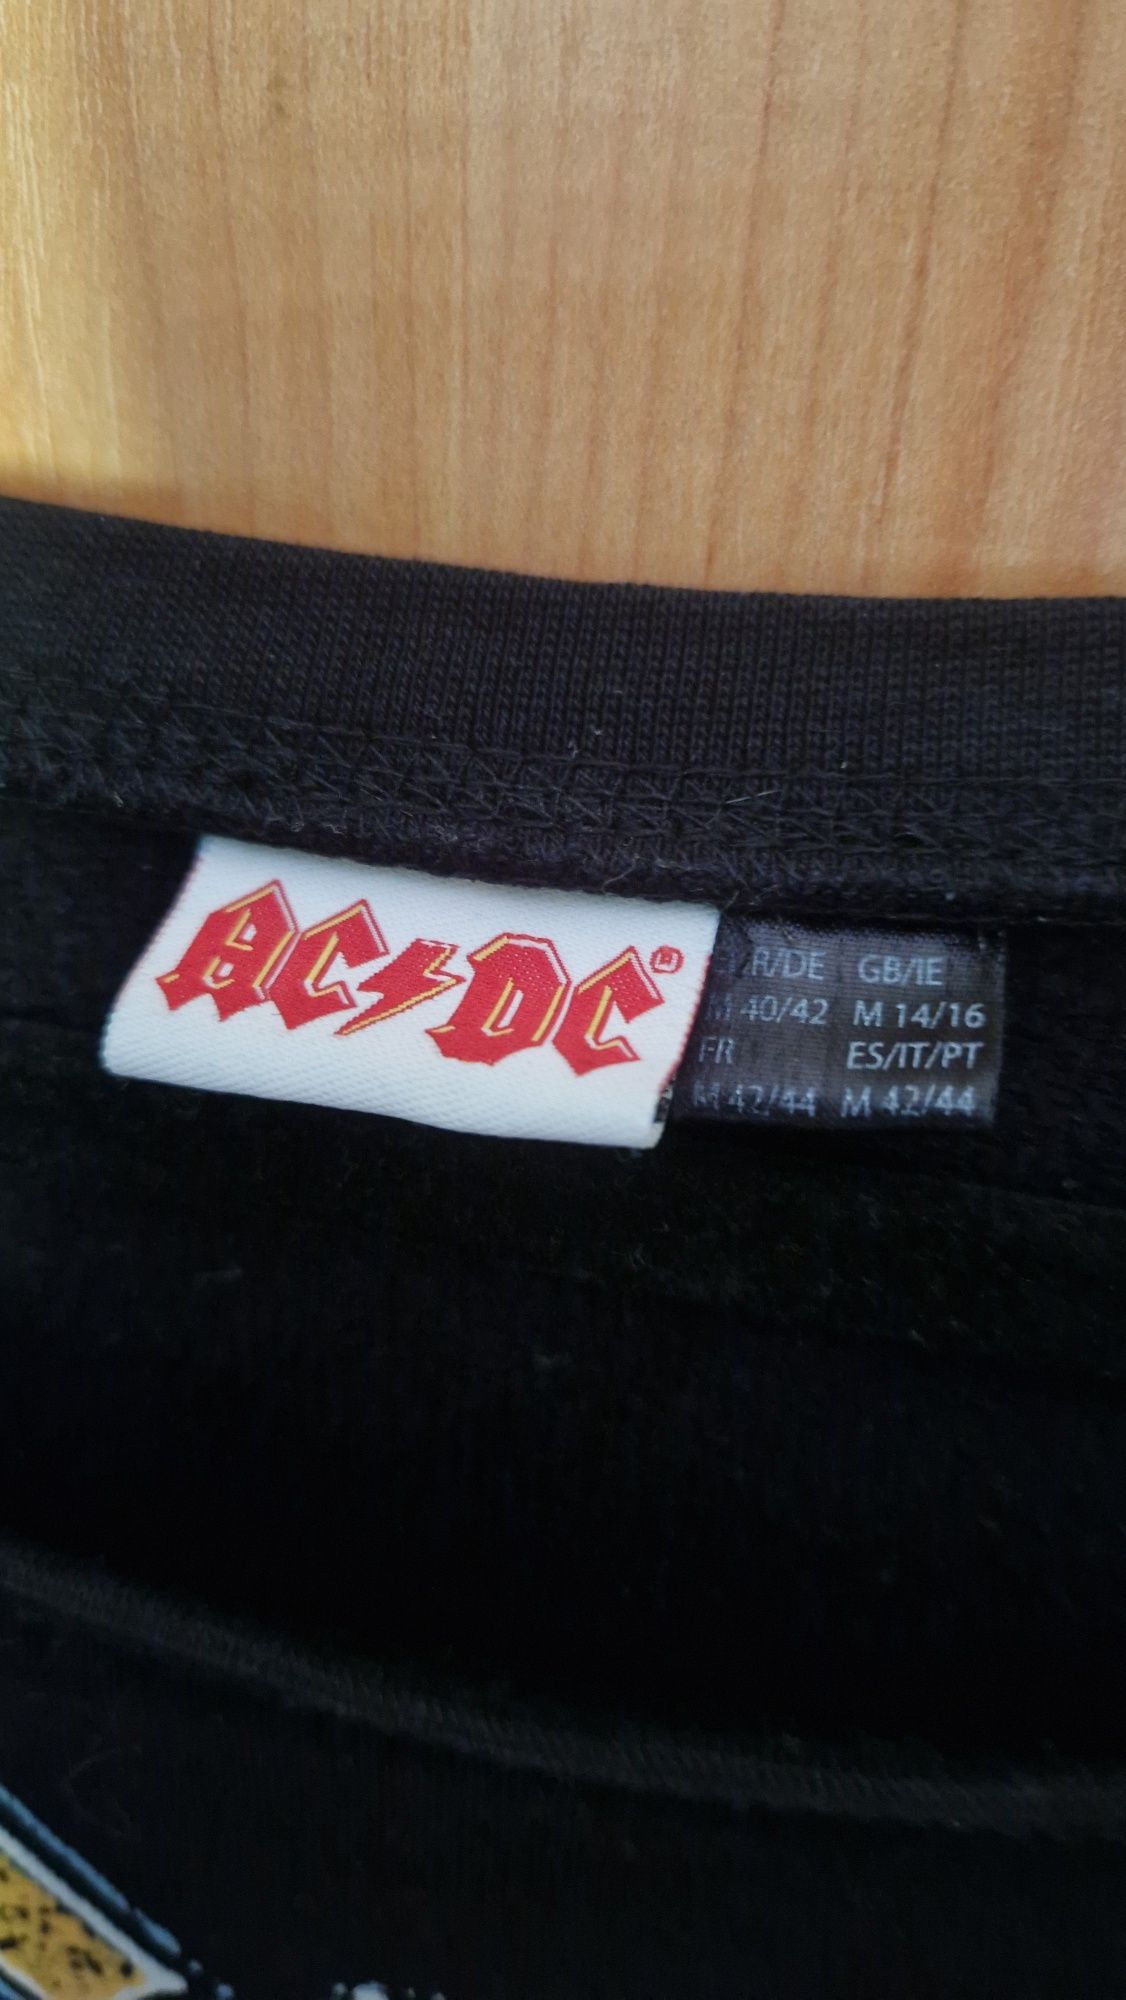 AC⚡DC®
R/DE GB/IE
M 40/42 M 14/16
FR ES/IT/PT
M 42/44 M 42/44